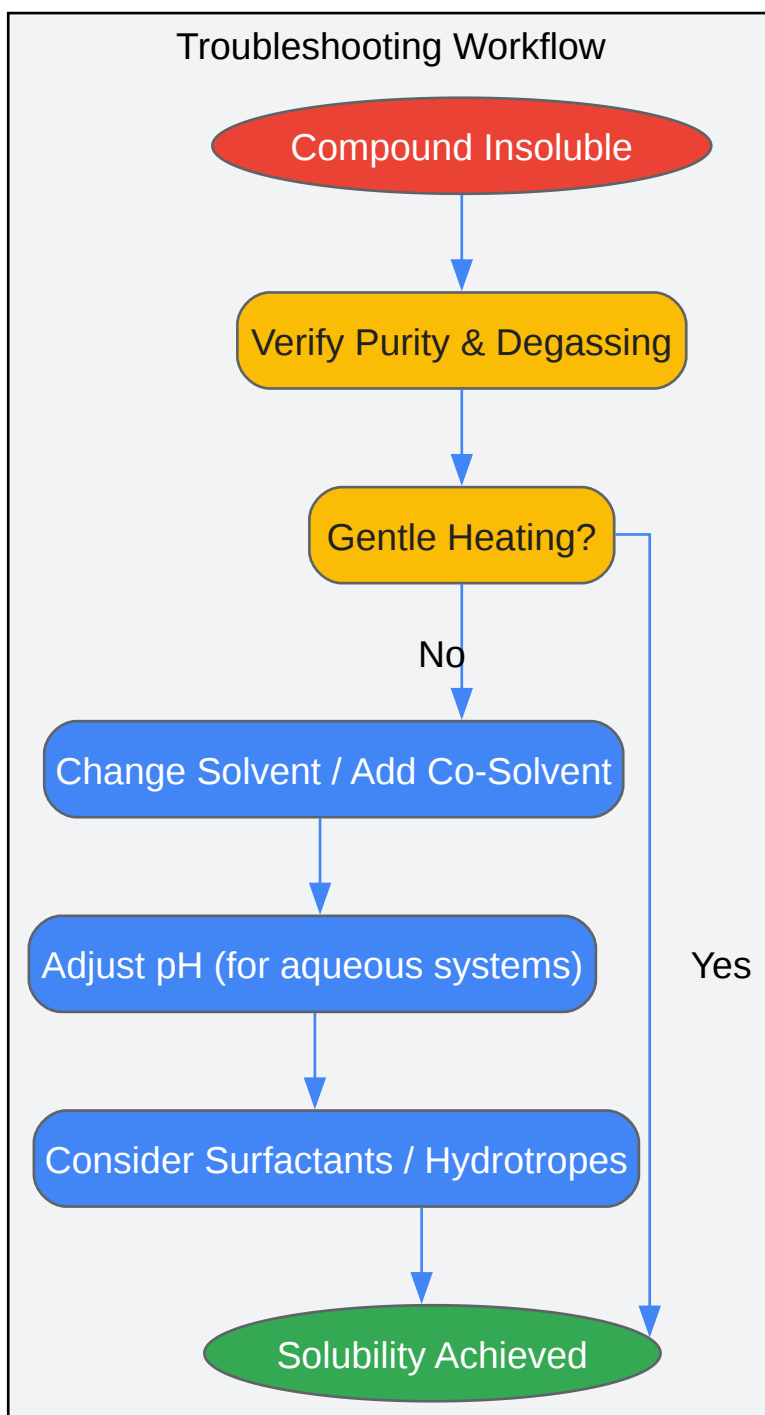 Troubleshooting Workflow
Compound Insoluble
Verify Purity & Degassing
Gentle Heating?
No
Change Solvent / Add Co-Solvent
Adjust pH (for aqueous systems)
Yes
Consider Surfactants / Hydrotropes
Solubility Achieved